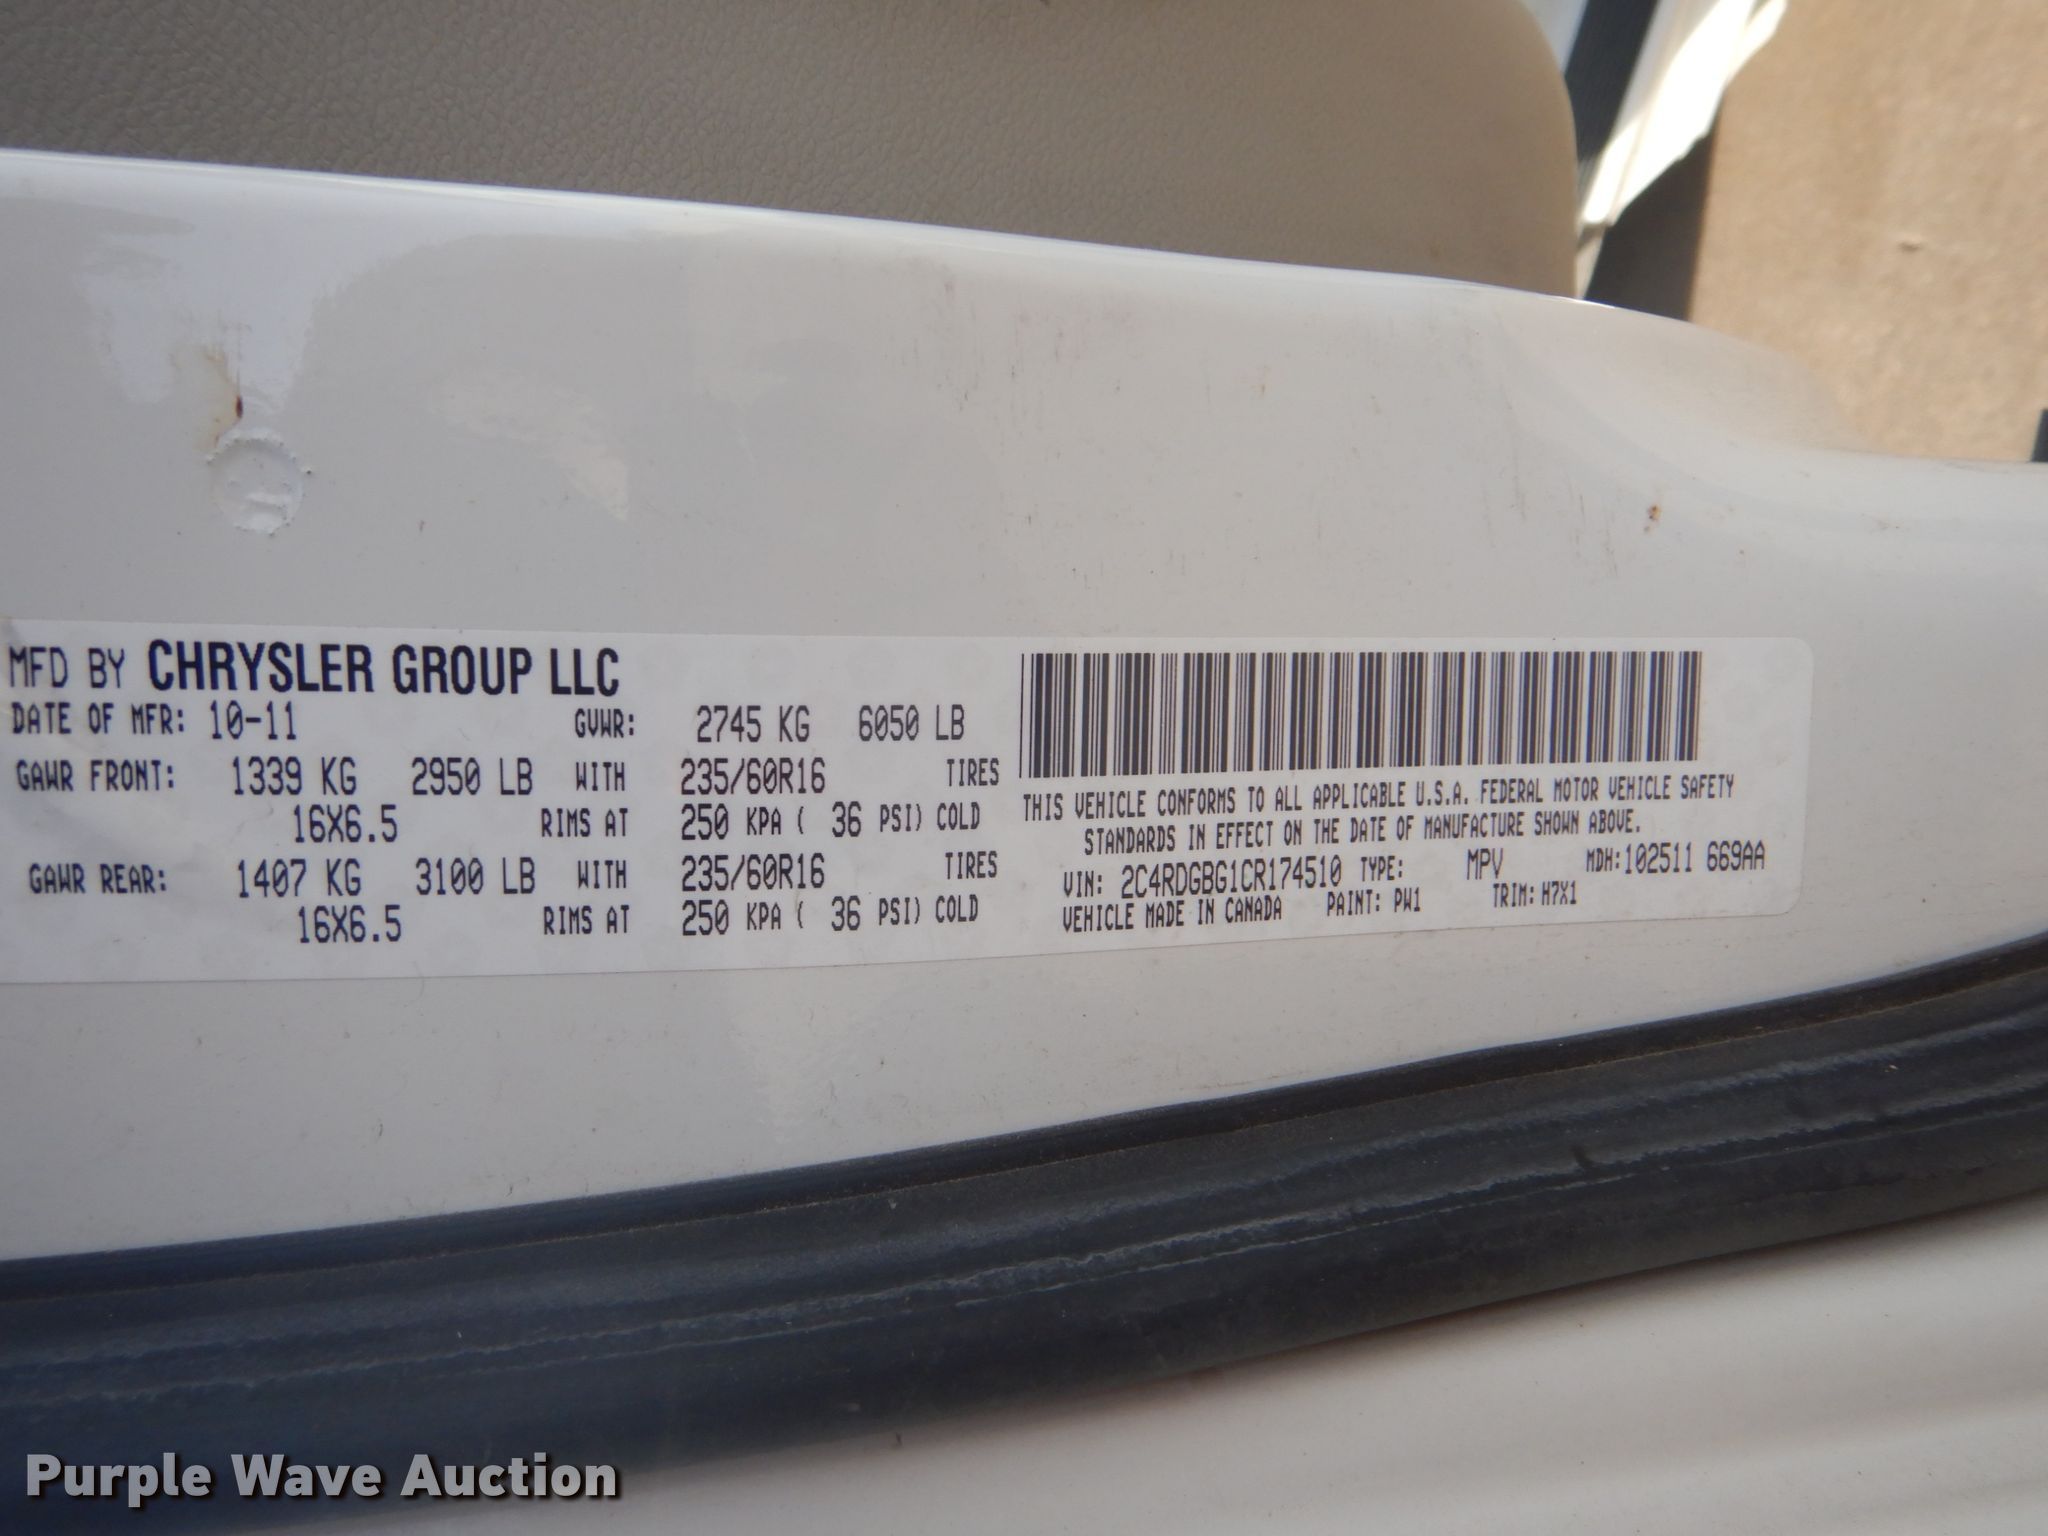 MFD BY CHRYSLER GROUP LLC
DATE OF MFR: 10-11 GVWR: 2745 KG 6050 LB
GAWR FRONT: 1339 KG 2950 LB WITH 235/60R16 TIRES
16X6.5 RIMS AT 250 KPA ( 36 PSI) COLD
GAWR REAR: 1407 KG 3100 LB WITH 235/60R16 TIRES
16X6.5 RIMS AT 250 KPA ( 36 PSI) COLD
THIS VEHICLE CONFORMS TO ALL APPLICABLE U.S.A. FEDERAL MOTOR VEHICLE SAFETY
STANDARDS IN EFFECT ON THE DATE OF MANUFACTURE SHOWN ABOVE.
VIN: 2C4RDGBG1CR174510 TYPE: MPV MDH: 102511 669AA
VEHICLE MADE IN CANADA PAINT: PW1 TRIM: H7X1
Purple Wave Auction